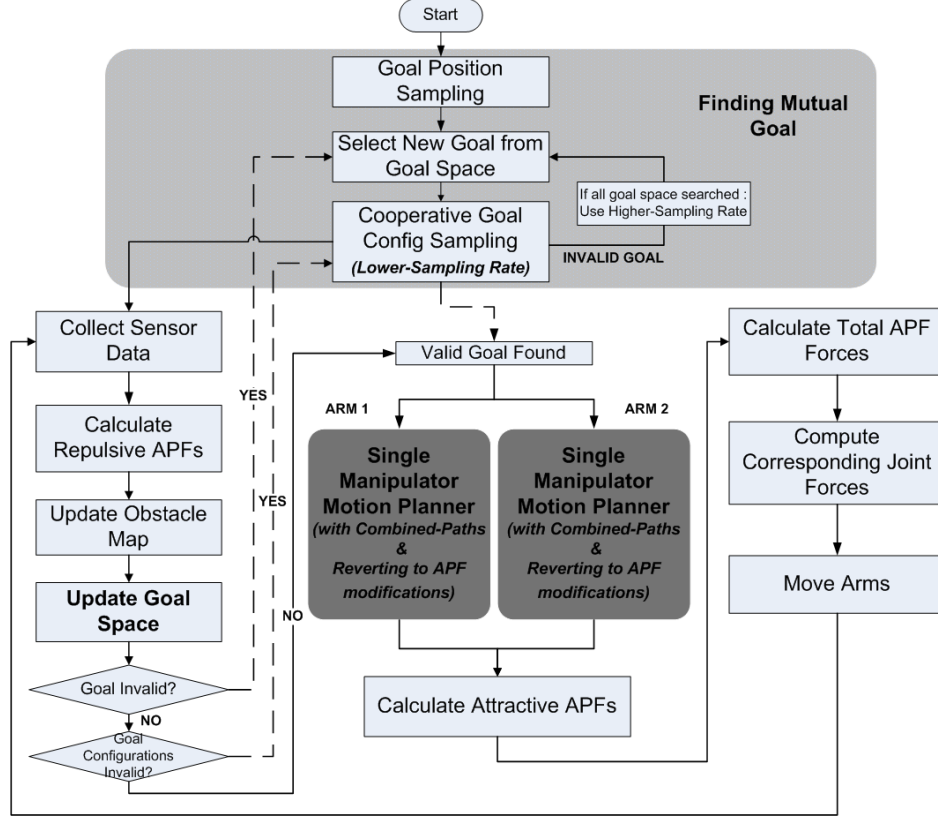 Start
Goal Position
Sampling
Finding Mutual
Goal
Select New Goal from
Goal Space
If all goal space searched :
Use Higher-Sampling Rate
Cooperative Goal
Config Sampling
(Lower-Sampling Rate)
INVALID GOAL
Collect Sensor
Data
Valid Goal Found
Calculate Total APF
Forces
YES
ARM 1
ARM 2
Calculate
Repulsive APFs
Single
Manipulator
Motion Planner
(with Combined-Paths
&
Reverting to APF
modifications)
Single
Manipulator
Motion Planner
(with Combined-Paths
&
Reverting to APF
modifications)
Compute
Corresponding Joint
Forces
YES
Update Obstacle
Map
Move Arms
Update Goal
Space
NO
Goal Invalid?
Calculate Attractive APFs
NO
Goal
Configurations
Invalid?